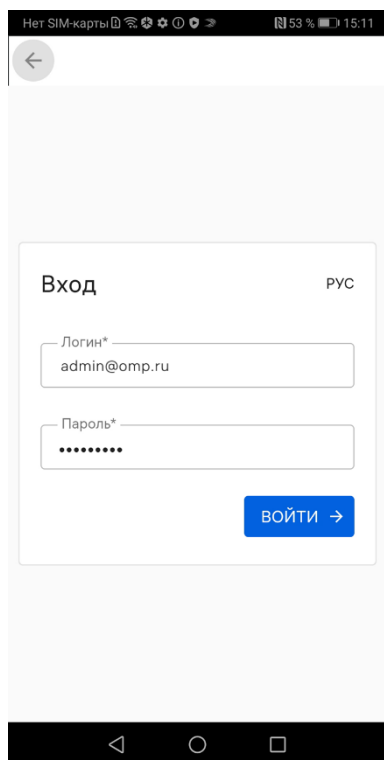 Нет SIM-карты 53 % 15:11
Вход РУС
Логин*
admin@omp.ru
Пароль*
•••••••••
ВОЙТИ →